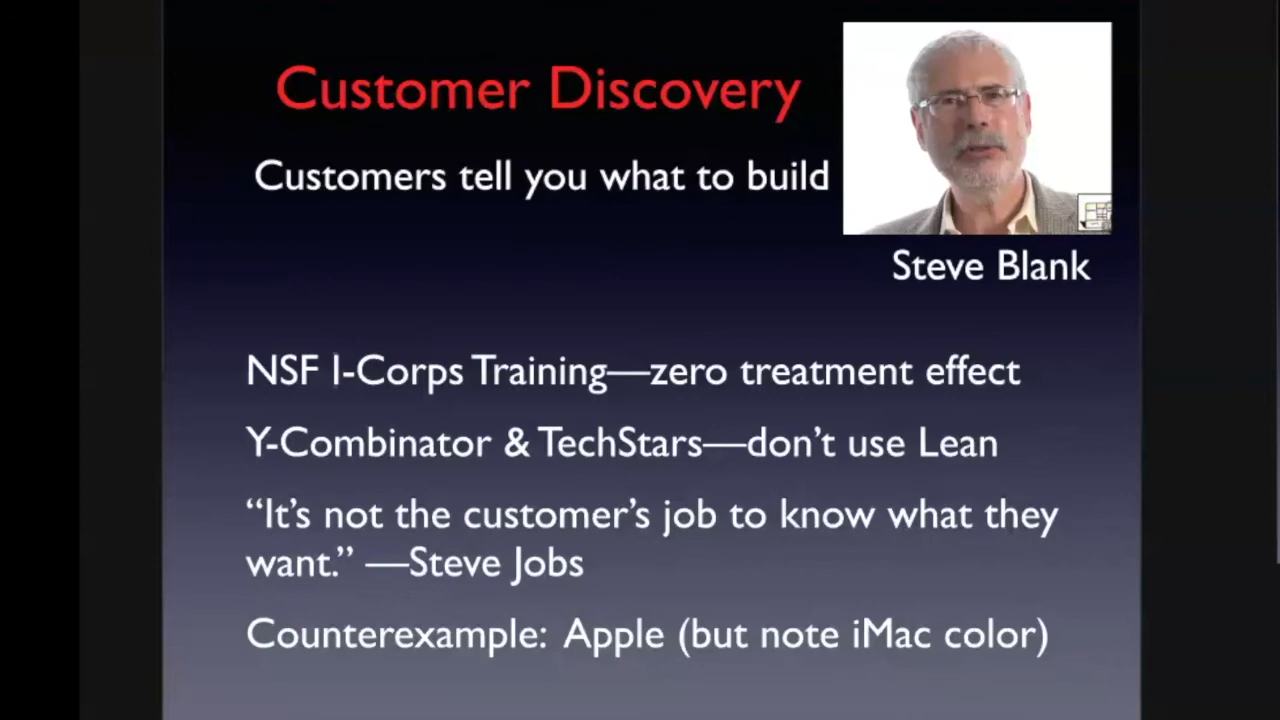 Customer Discovery
Customers tell you what to build
Steve Blank
NSF I-Corps Training—zero treatment effect
Y-Combinator & TechStars—don’t use Lean
“It’s not the customer’s job to know what they
want.” —Steve Jobs
Counterexample: Apple (but note iMac color)